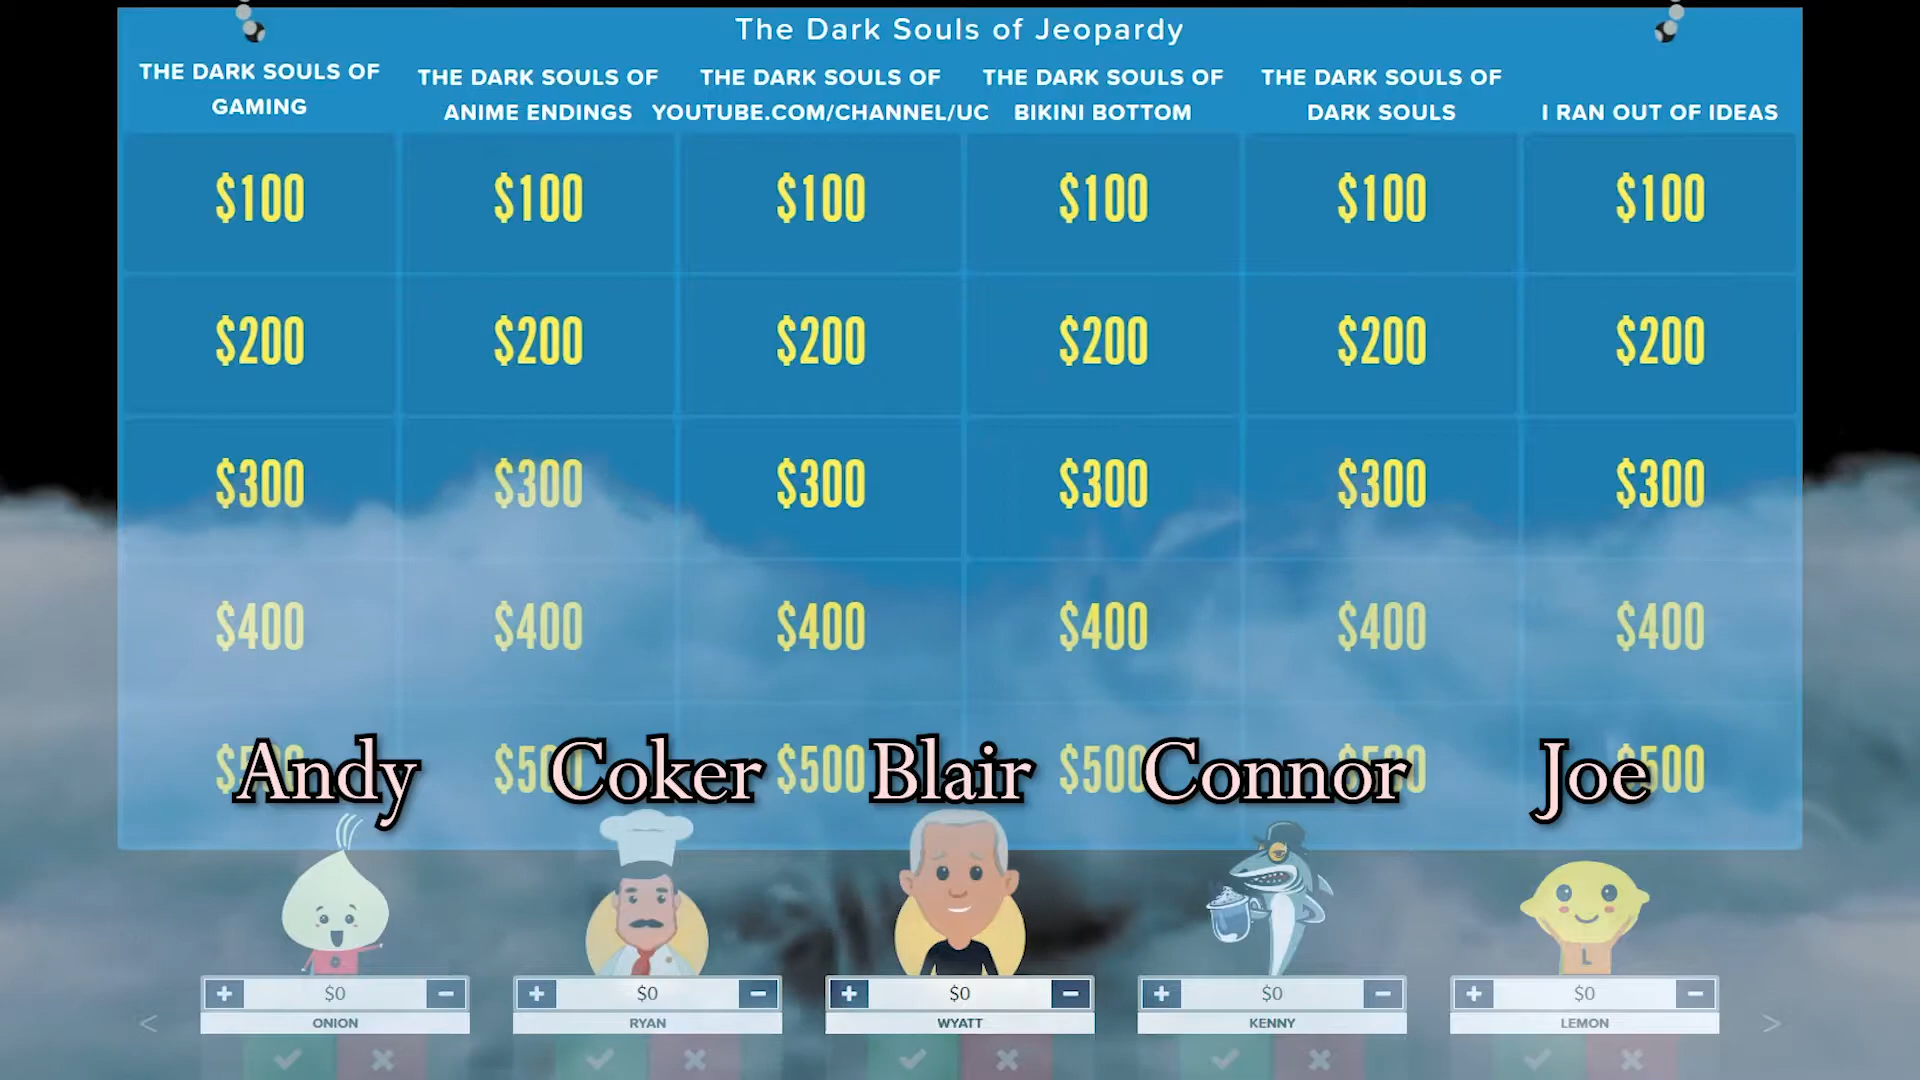 The Dark Souls of Jeopardy
THE DARK SOULS OF
GAMING
THE DARK SOULS OF
ANIME ENDINGS
THE DARK SOULS OF
YOUTUBE.COM/CHANNEL/UC
THE DARK SOULS OF
BIKINI BOTTOM
THE DARK SOULS OF
DARK SOULS
I RAN OUT OF IDEAS
$100 $100 $100 $100 $100 $100
$200 $200 $200 $200 $200 $200
$300 $300 $300 $300 $300 $300
$400 $400 $400 $400 $400 $400
$500 $500 $500 $500 $500 $500
Andy Coker Blair Connor Joe
L
+ $0 − + $0 − + $0 − + $0 − + $0 −
< ONION RYAN WYATT KENNY LEMON >